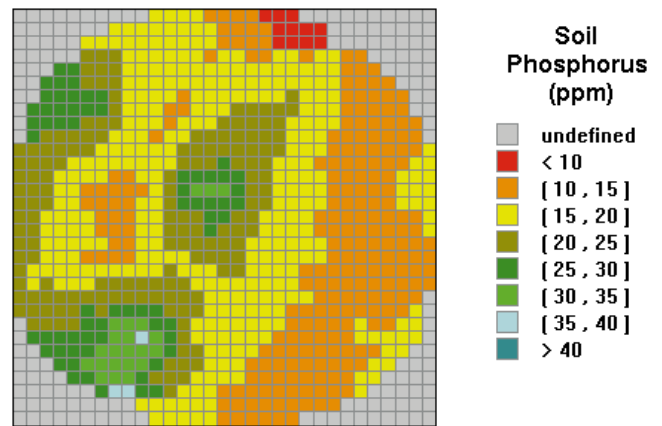 Soil
Phosphorus
(ppm)
undefined
< 10
[ 10 , 15 ]
[ 15 , 20 ]
[ 20 , 25 ]
[ 25 , 30 ]
[ 30 , 35 ]
[ 35 , 40 ]
> 40